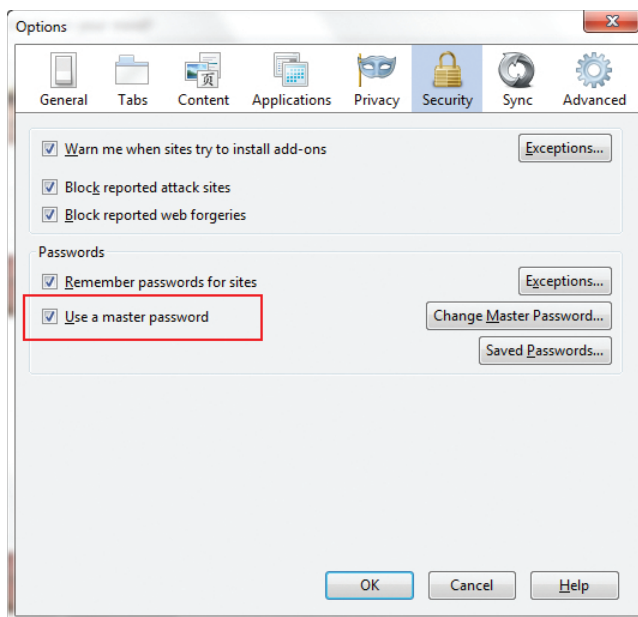 Options
General Tabs Content Applications Privacy Security Sync Advanced
Warn me when sites try to install add-ons Exceptions...
Block reported attack sites
Block reported web forgeries
Passwords
Remember passwords for sites Exceptions...
Use a master password Change Master Password...
Saved Passwords...
OK Cancel Help